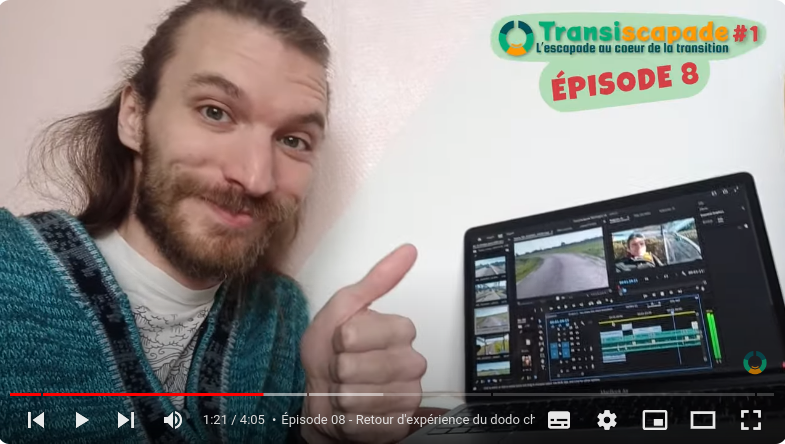 Transiscapade #1
L'escapade au coeur de la transition
ÉPISODE 8
1:21 / 4:05 • Épisode 08 - Retour d'expérience du dodo ch